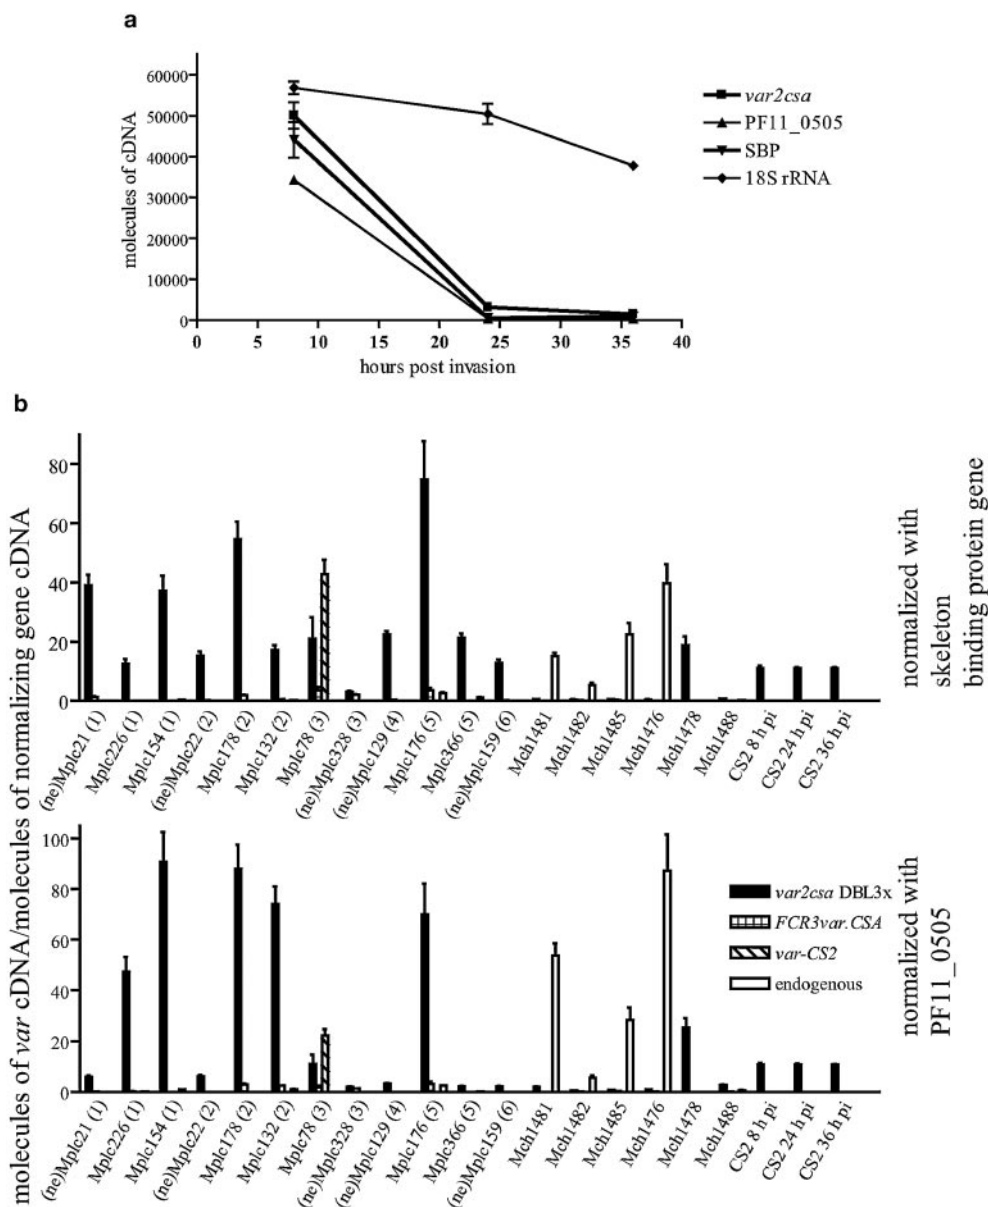 a
60000
50000
40000
30000
20000
10000
0
molecules of cDNA
0 5 10 15 20 25 30 35 40
hours post invasion
var2csa
PF11_0505
SBP
18S rRNA
b
molecules of var cDNA/molecules of normalizing gene cDNA
80
60
40
20
0
(ne)Mplc21 (1)
Mplc226 (1)
Mplc154 (1)
(ne)Mplc22 (2)
Mplc178 (2)
Mplc132 (2)
Mplc78 (3)
(ne)Mplc328 (3)
(ne)Mplc129 (4)
Mplc176 (5)
Mplc366 (5)
(ne)Mplc159 (6)
Mch1481
Mch1482
Mch1485
Mch1476
Mch1478
Mch1488
CS2 8 h pi
CS2 24 h pi
CS2 36 h pi
normalized with
skeleton
binding protein gene
100
80
60
40
20
0
var2csa DBL3x
FCR3var.CSA
var-CS2
endogenous
(ne)Mplc21 (1)
Mplc226 (1)
Mplc154 (1)
(ne)Mplc22 (2)
Mplc178 (2)
Mplc132 (2)
Mplc78 (3)
(ne)Mplc328 (3)
(ne)Mplc129 (4)
Mplc176 (5)
Mplc366 (5)
(ne)Mplc159 (6)
Mch1481
Mch1482
Mch1485
Mch1476
Mch1478
Mch1488
CS2 8 h pi
CS2 24 h pi
CS2 36 h pi
normalized with
PF11_0505